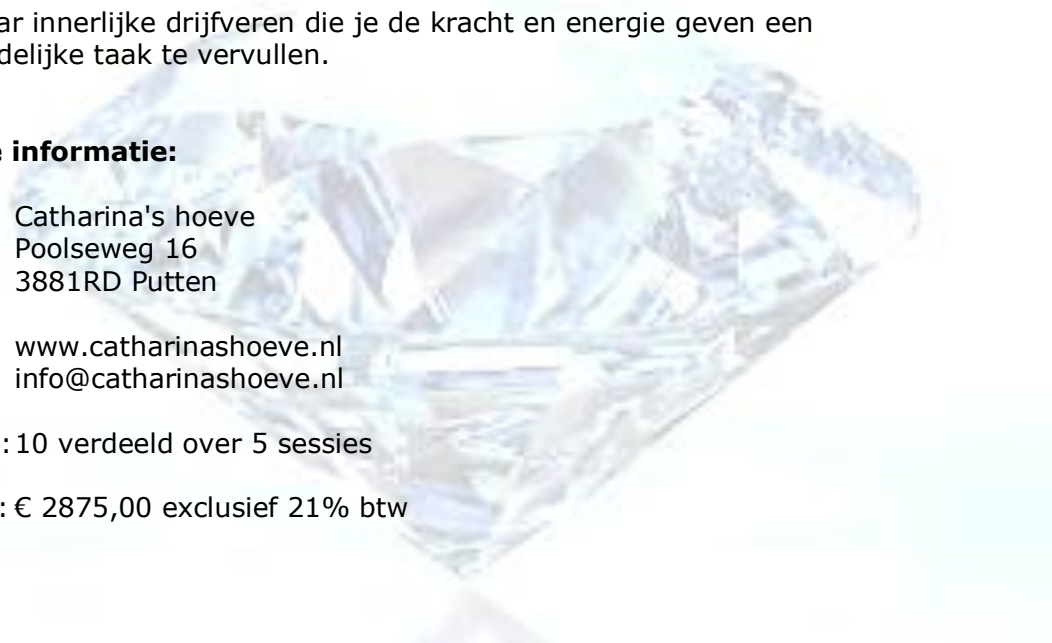 ar innerlijke drijfveren die je de kracht en energie geven een
delijke taak te vervullen.
e informatie:
Catharina's hoeve
Poolseweg 16
3881RD Putten
www.catharinashoeve.nl
info@catharinashoeve.nl
: 10 verdeeld over 5 sessies
: € 2875,00 exclusief 21% btw